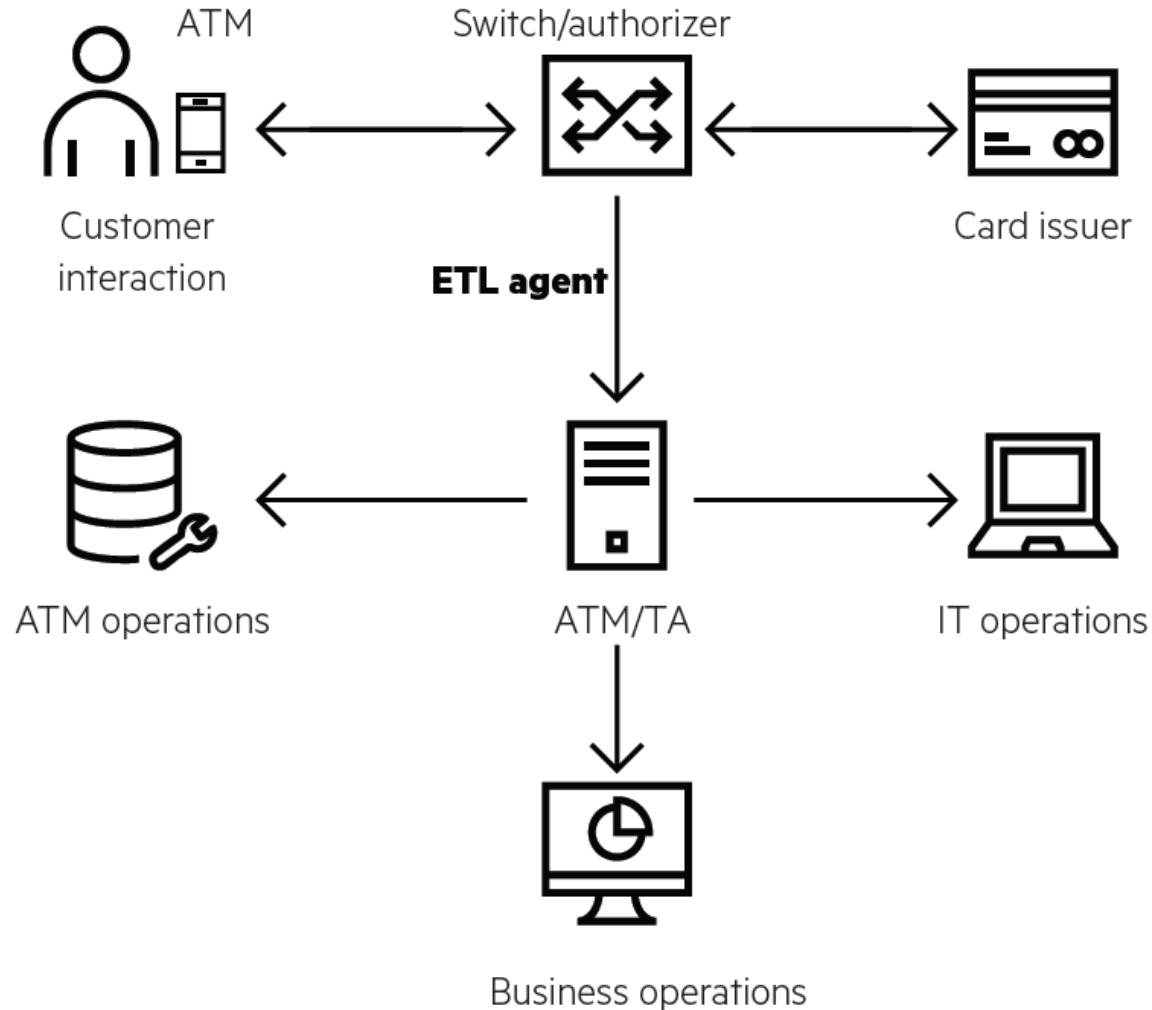 ATM
Switch/authorizer
Customer
interaction
Card issuer
ETL agent
ATM operations
ATM/TA
IT operations
Business operations